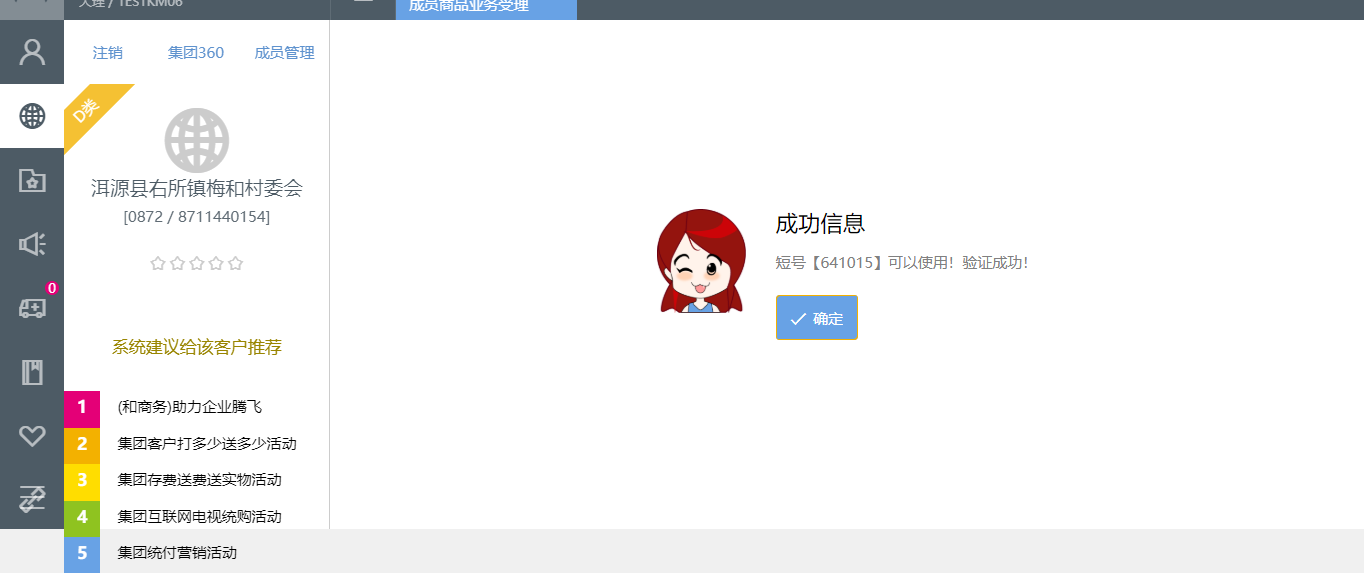 大理 / TESTKM06
成员商品业务受理
注销
集团360
成员管理
D类
洱源县右所镇梅和村委会
[0872 / 8711440154]
0
系统建议给该客户推荐
1 (和商务)助力企业腾飞
2 集团客户打多少送多少活动
3 集团存费送费送实物活动
4 集团互联网电视统购活动
5 集团统付营销活动
成功信息
短号【641015】可以使用！验证成功！
确定